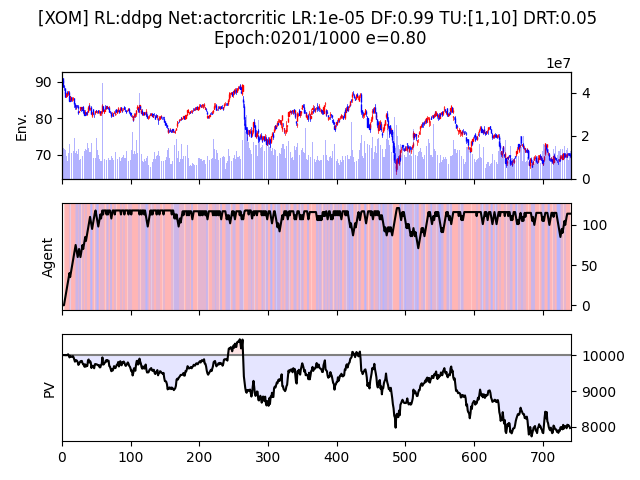 [XOM] RL:ddpg Net:actorcritic LR:1e-05 DF:0.99 TU:[1,10] DRT:0.05
Epoch:0201/1000 e=0.80
1e7
90
80
70
Env.
4
2
0
Agent
100
50
0
PV
10000
9000
8000
0 100 200 300 400 500 600 700